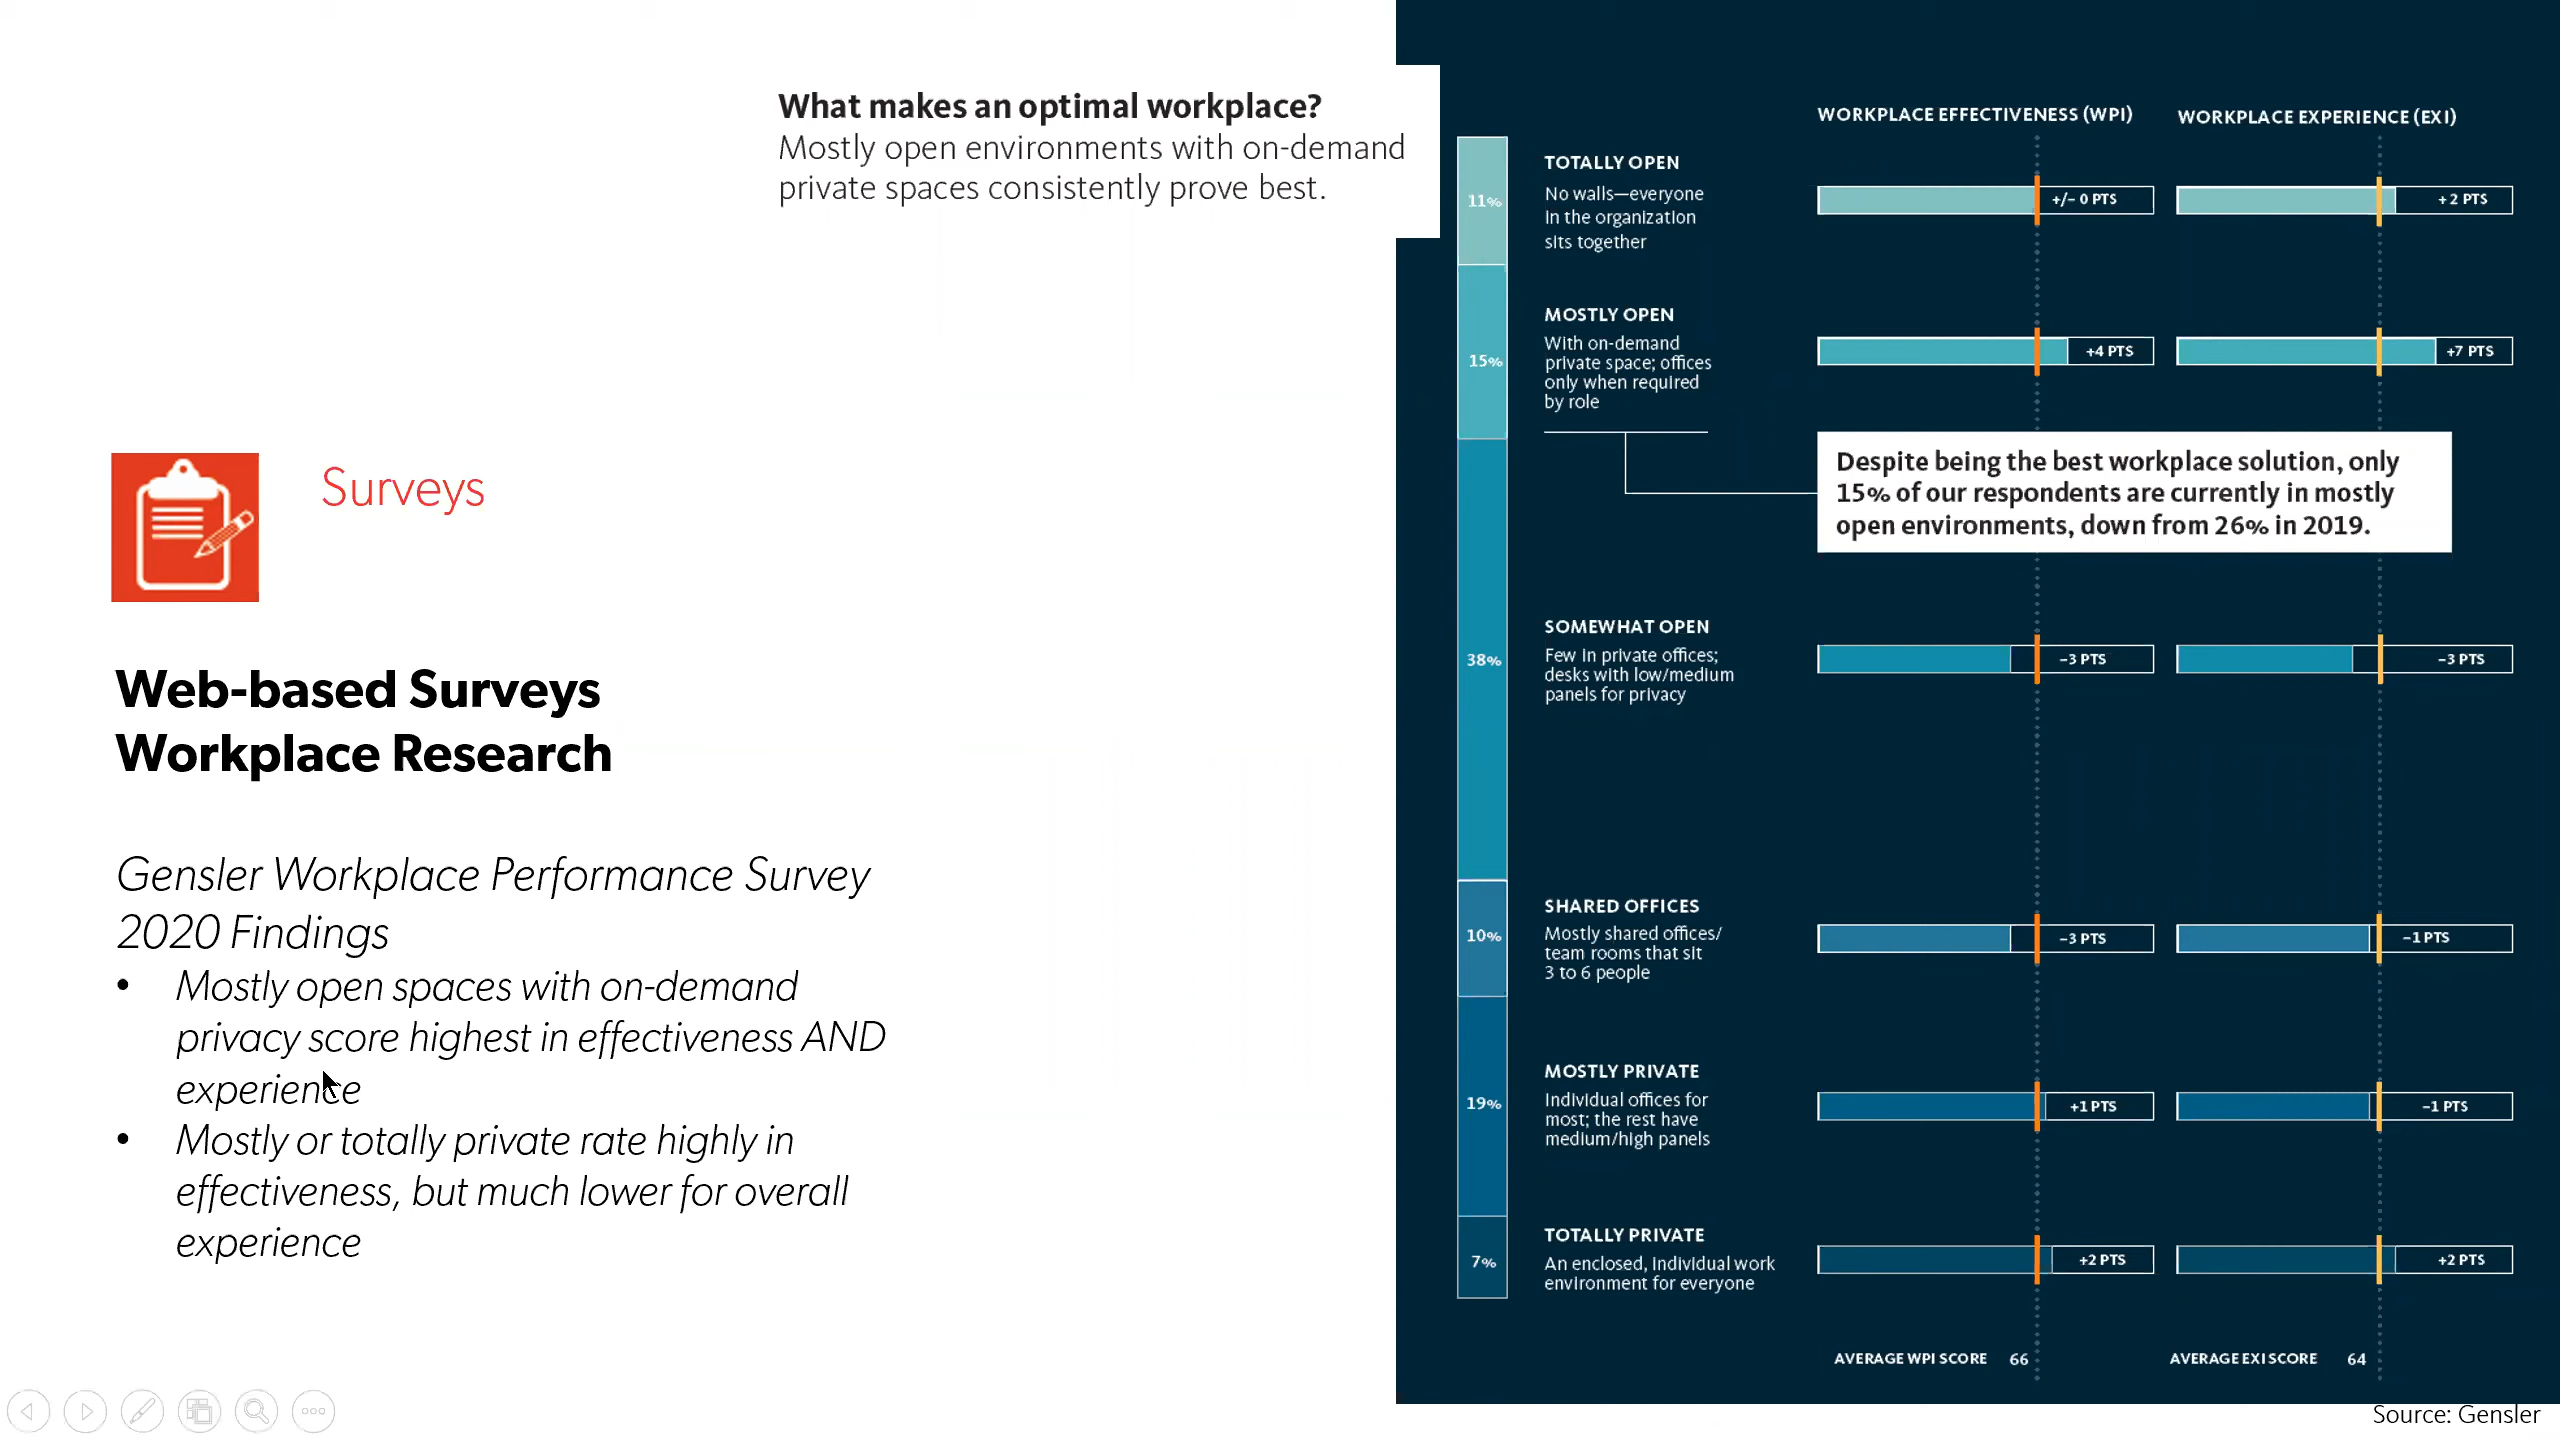 What makes an optimal workplace?
Mostly open environments with on-demand
private spaces consistently prove best.
Surveys
Web-based Surveys
Workplace Research
Gensler Workplace Performance Survey
2020 Findings
• Mostly open spaces with on-demand
privacy score highest in effectiveness AND
experience
• Mostly or totally private rate highly in
effectiveness, but much lower for overall
experience
WORKPLACE EFFECTIVENESS (WPI)
WORKPLACE EXPERIENCE (EXI)
11%
TOTALLY OPEN
No walls—everyone
in the organization
sits together
+/− 0 PTS
+2 PTS
15%
MOSTLY OPEN
With on-demand
private space; offices
only when required
by role
+4 PTS
+7 PTS
Despite being the best workplace solution, only
15% of our respondents are currently in mostly
open environments, down from 26% in 2019.
38%
SOMEWHAT OPEN
Few in private offices;
desks with low/medium
panels for privacy
−3 PTS
−3 PTS
10%
SHARED OFFICES
Mostly shared offices/
team rooms that sit
3 to 6 people
−3 PTS
−1 PTS
19%
MOSTLY PRIVATE
Individual offices for
most; the rest have
medium/high panels
+1 PTS
−1 PTS
7%
TOTALLY PRIVATE
An enclosed, individual work
environment for everyone
+2 PTS
+2 PTS
AVERAGE WPI SCORE 66
AVERAGE EXI SCORE 64
Source: Gensler